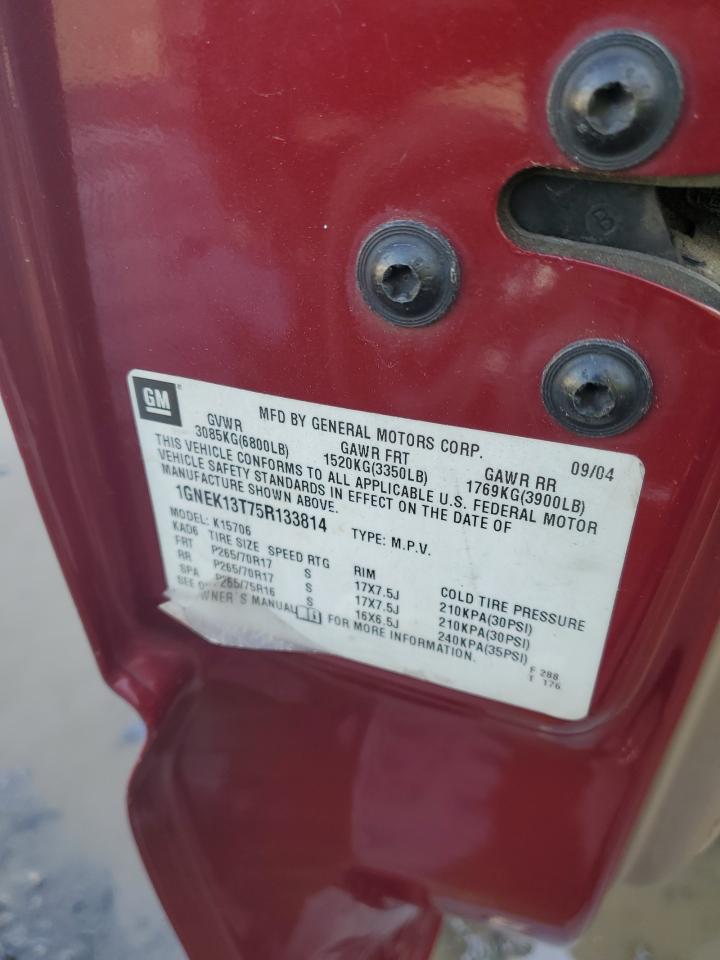 GM
MFD BY GENERAL MOTORS CORP. 09/04
GVWR GAWR FRT GAWR RR
3085KG(6800LB) 1520KG(3350LB) 1769KG(3900LB)
THIS VEHICLE CONFORMS TO ALL APPLICABLE U.S. FEDERAL MOTOR
VEHICLE SAFETY STANDARDS IN EFFECT ON THE DATE OF
MANUFACTURE SHOWN ABOVE.
1GNEK13T75R133814 TYPE: M.P.V.
MODEL: K15706
KAD6 TIRE SIZE SPEED RTG RIM COLD TIRE PRESSURE
FRT P265/70R17 S 17X7.5J 210KPA(30PSI)
RR P265/70R17 S 17X7.5J 210KPA(30PSI)
SPA P265/75R16 S 16X6.5J 240KPA(35PSI)
SEE OWNER'S MANUAL FOR MORE INFORMATION.
F 288
T 176
B